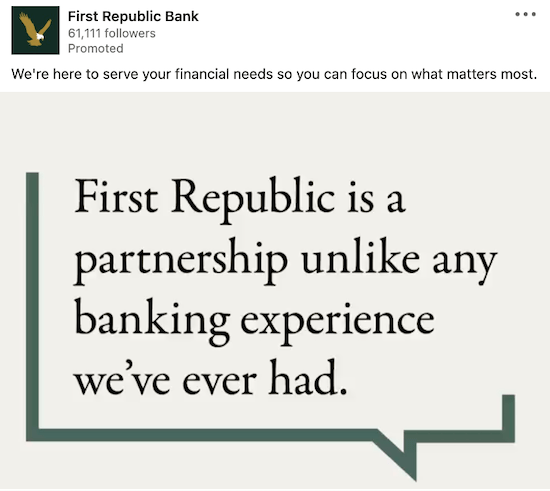 First Republic Bank
61,111 followers
Promoted
We're here to serve your financial needs so you can focus on what matters most.
First Republic is a
partnership unlike any
banking experience
we’ve ever had.